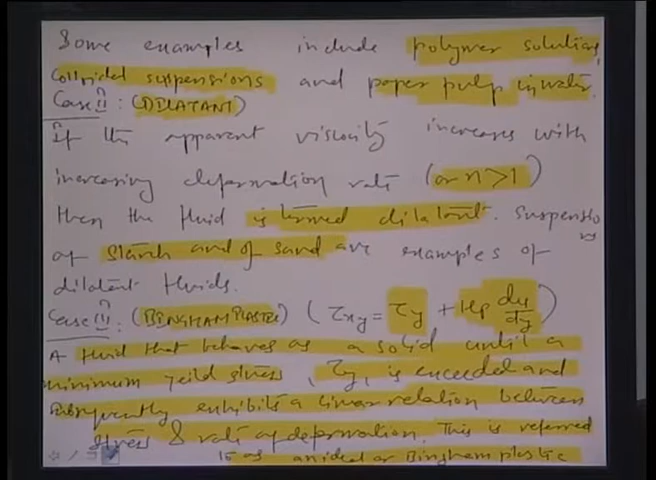 Some examples include polymer solutions,
colloidal suspensions and paper pulp in water.
Case II : (DILATANT)
If the apparent viscosity increases with
increasing deformation rate (or n > 1)
then the fluid is termed dilatant. Suspensions
of starch and of sand are examples of
dilatant fluids.
Case III : (BINGHAM PLASTIC) (τxy = τy + μp du/dy)
A fluid that behaves as a solid until a
minimum yeild stress, τy, is exceeded and
subsequently exhibits a linear relation between
stress & rate of deformation. This is referred
to as an ideal or Bingham plastic